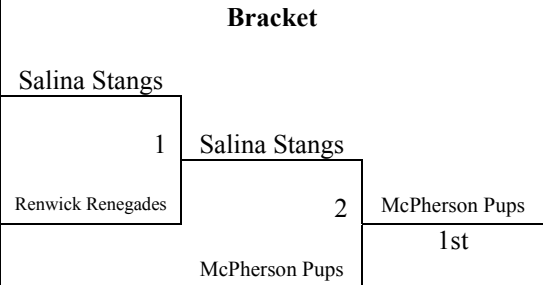 Bracket
Salina Stangs
1
Salina Stangs
Renwick Renegades
2
McPherson Pups
1st
McPherson Pups